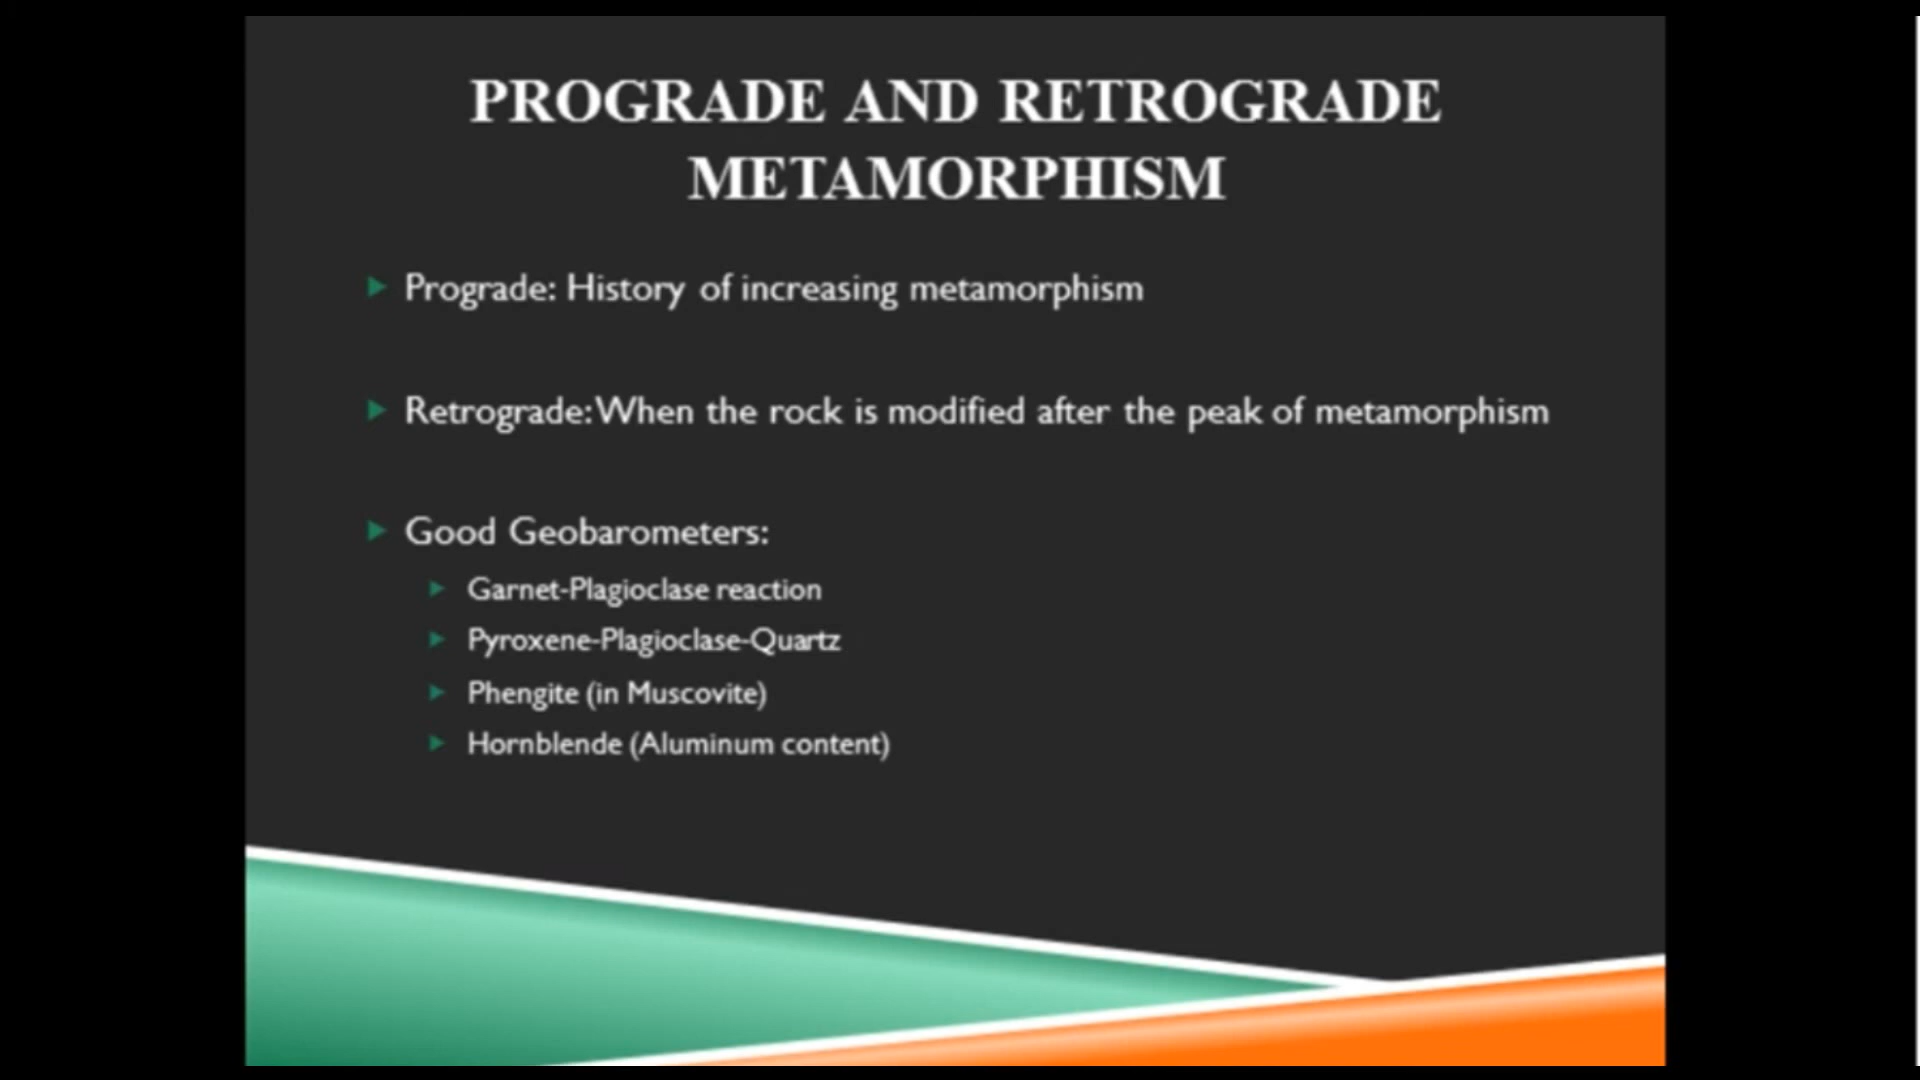 PROGRADE AND RETROGRADE
METAMORPHISM
Prograde: History of increasing metamorphism
Retrograde: When the rock is modified after the peak of metamorphism
Good Geobarometers:
Garnet-Plagioclase reaction
Pyroxene-Plagioclase-Quartz
Phengite (in Muscovite)
Hornblende (Aluminum content)